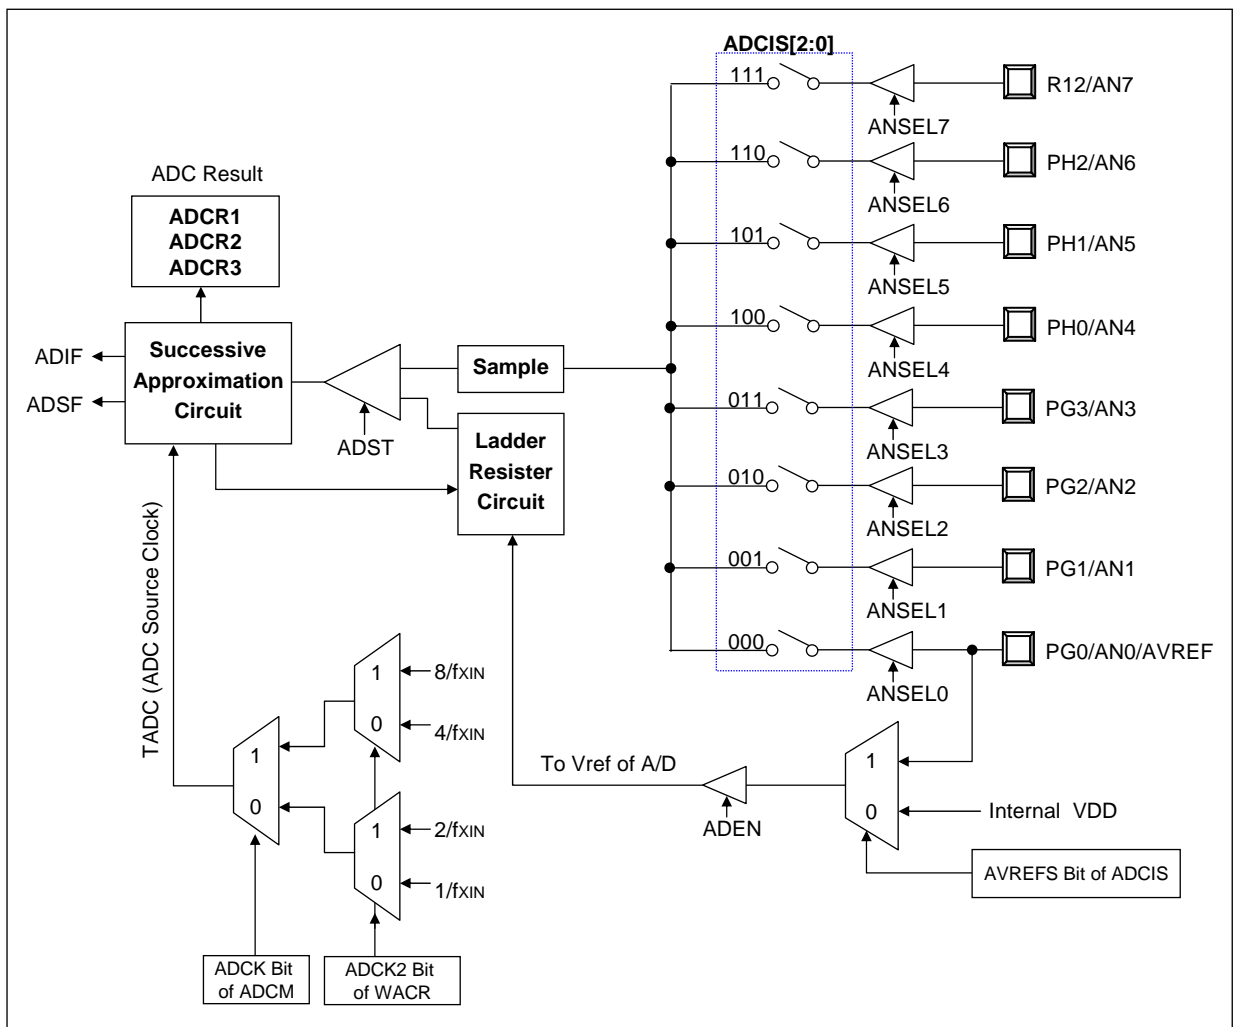 ADCIS[2:0]
111
ANSEL7
R12/AN7
110
ANSEL6
PH2/AN6
101
ANSEL5
PH1/AN5
100
ANSEL4
PH0/AN4
011
ANSEL3
PG3/AN3
010
ANSEL2
PG2/AN2
001
ANSEL1
PG1/AN1
000
ANSEL0
PG0/AN0/AVREF
ADC Result
ADCR1
ADCR2
ADCR3
ADIF
ADSF
Successive
Approximation
Circuit
ADST
Sample
Ladder
Resister
Circuit
TADC (ADC Source Clock)
1
0
8/fXIN
4/fXIN
1
0
1
0
2/fXIN
1/fXIN
ADCK Bit
of ADCM
ADCK2 Bit
of WACR
To Vref of A/D
ADEN
1
0
Internal VDD
AVREFS Bit of ADCIS